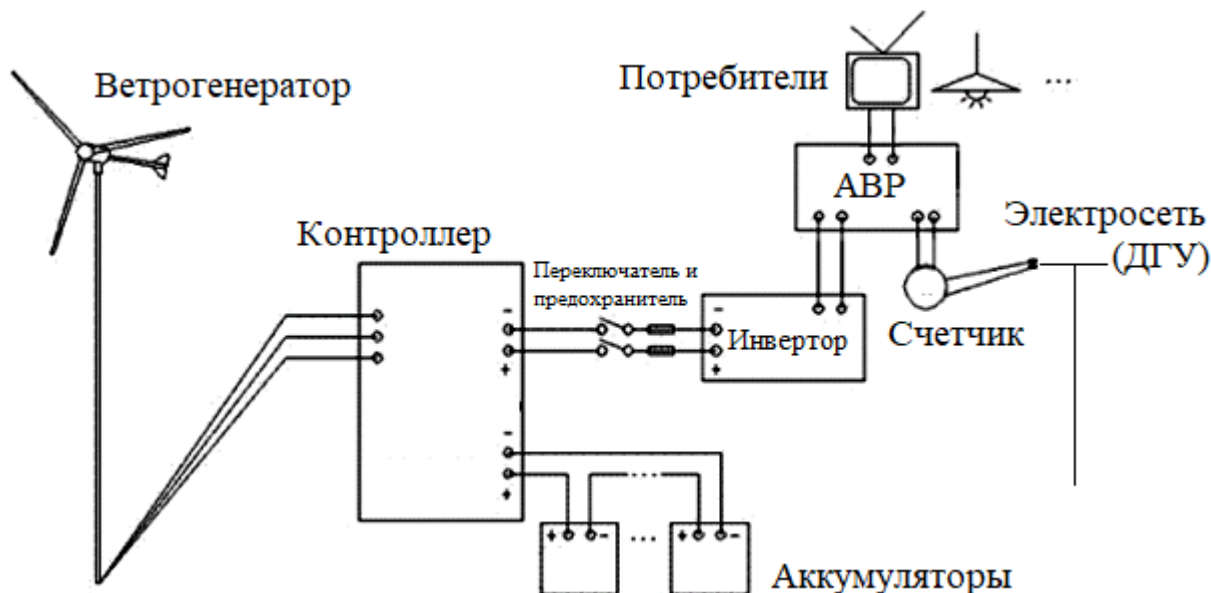 Ветрогенератор
Потребители
...
АВР
Электросеть
(ДГУ)
Контроллер
Переключатель и
предохранитель
-
-
+
+
Инвертор
Счетчик
-
+
+ - ... + -
Аккумуляторы